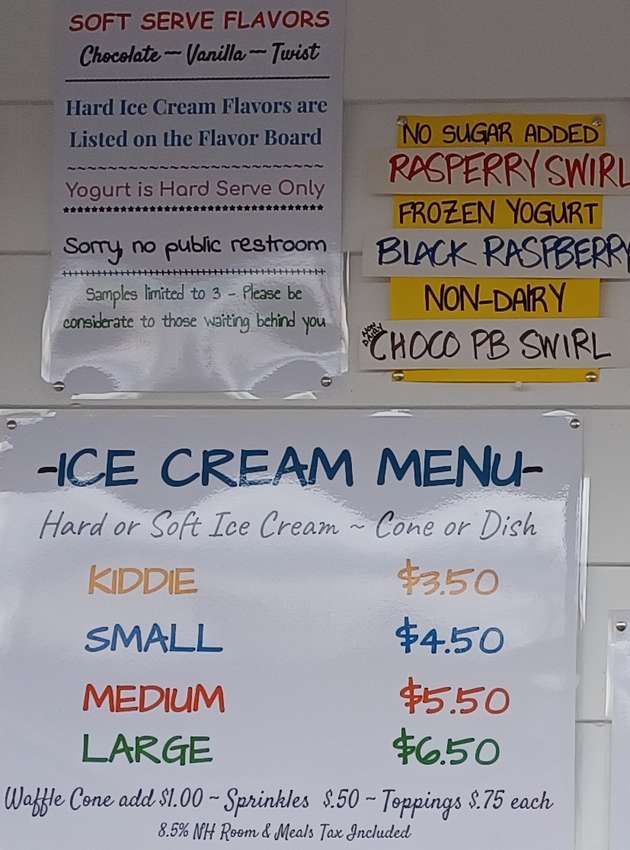 SOFT SERVE FLAVORS
Chocolate ~ Vanilla ~ Twist
Hard Ice Cream Flavors are
Listed on the Flavor Board
Yogurt is Hard Serve Only
Sorry, no public restroom
Samples limited to 3 - Please be
considerate to those waiting behind you
NO SUGAR ADDED
RASPERRY SWIRL
FROZEN YOGURT
BLACK RASPBERRY
NON-DAIRY
NON DAIRY CHOCO PB SWIRL
-ICE CREAM MENU-
Hard or Soft Ice Cream ~ Cone or Dish
KIDDIE $3.50
SMALL $4.50
MEDIUM $5.50
LARGE $6.50
Waffle Cone add $1.00 ~ Sprinkles $.50 ~ Toppings $.75 each
8.5% NH Room & Meals Tax Included